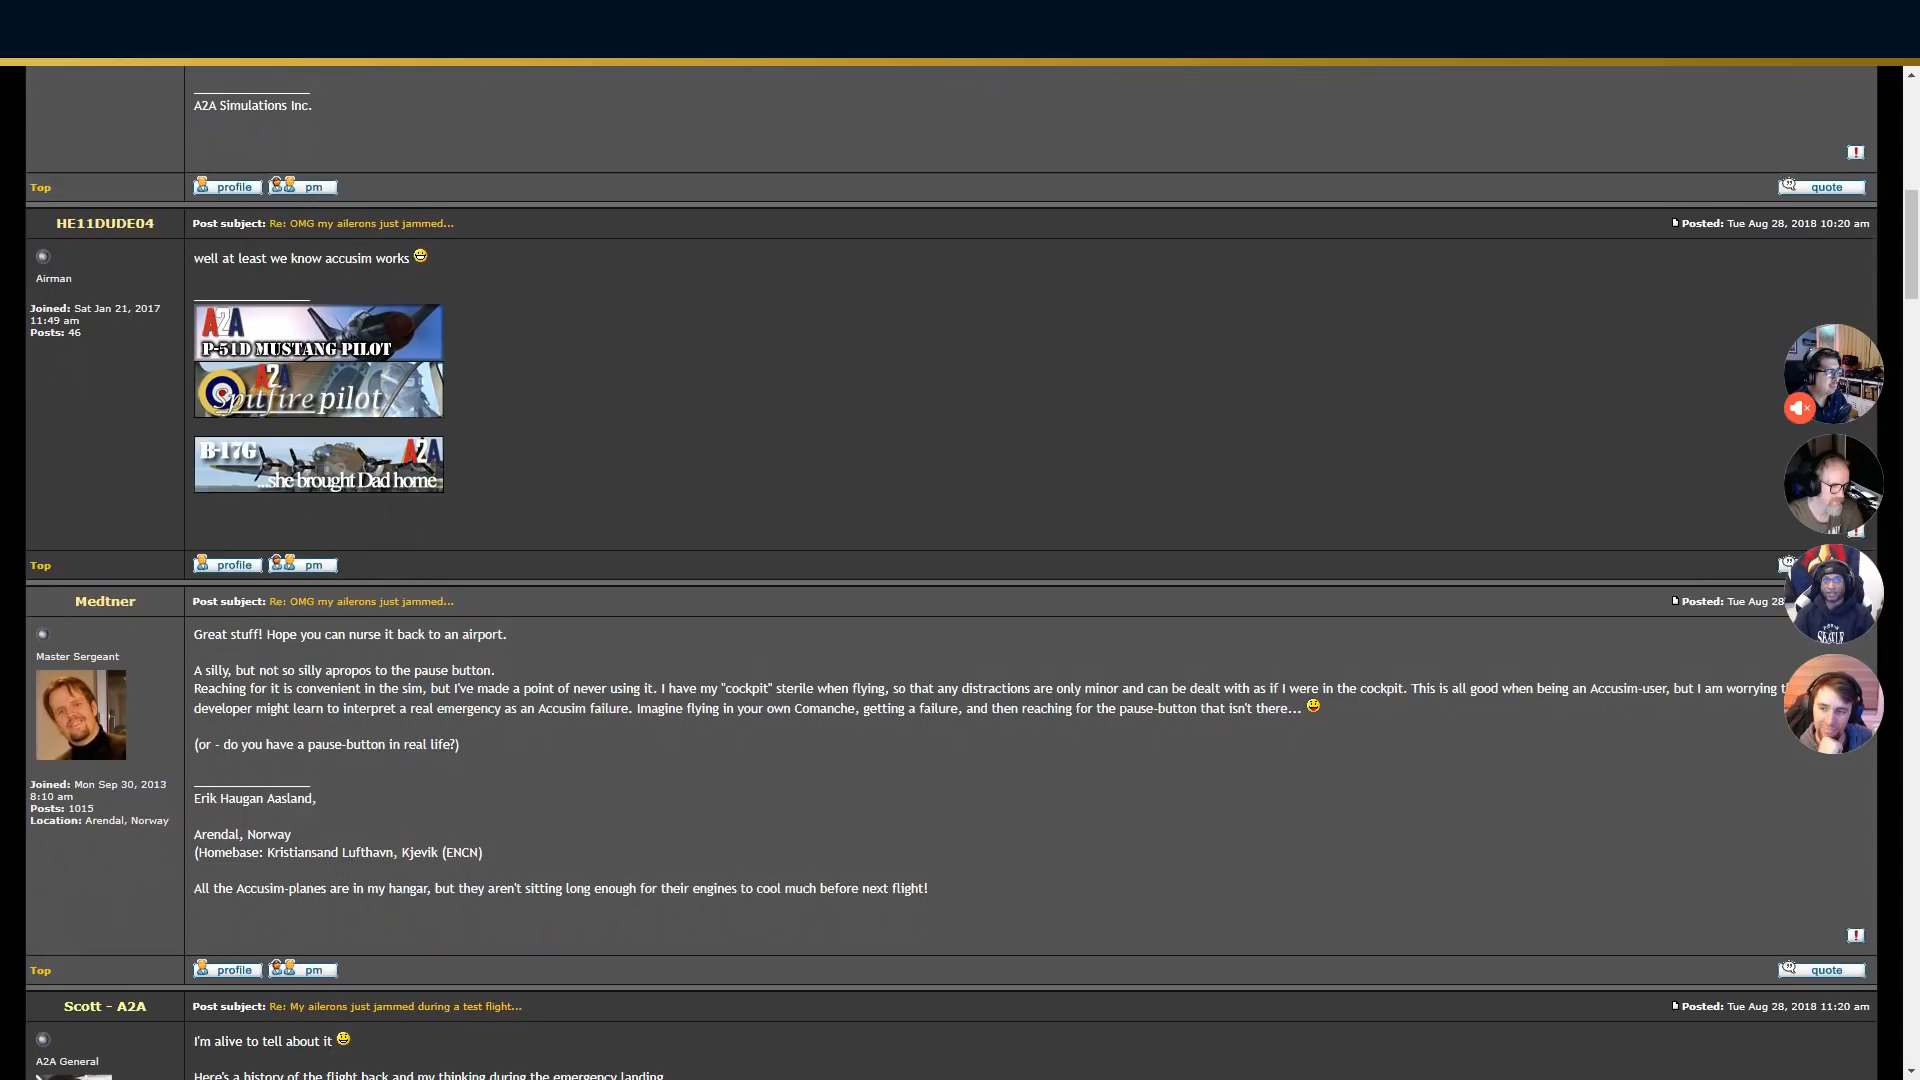 A2A Simulations Inc.
Top
profile
pm
quote
HE11DUDE04
Post subject: Re: OMG my ailerons just jammed...
Posted: Tue Aug 28, 2018 10:20 am
Airman
Joined: Sat Jan 21, 2017
11:49 am
Posts: 46
well at least we know accusim works
A2A
P-51D MUSTANG PILOT
A2A
Spitfire pilot
B-17G
A2A
...she brought Dad home
Top
profile
pm
Medtner
Post subject: Re: OMG my ailerons just jammed...
Posted: Tue Aug 28
Master Sergeant
Joined: Mon Sep 30, 2013
8:10 am
Posts: 1015
Location: Arendal, Norway
Great stuff! Hope you can nurse it back to an airport.
A silly, but not so silly apropos to the pause button.
Reaching for it is convenient in the sim, but I've made a point of never using it. I have my "cockpit" sterile when flying, so that any distractions are only minor and can be dealt with as if I were in the cockpit. This is all good when being an Accusim-user, but I am worrying
developer might learn to interpret a real emergency as an Accusim failure. Imagine flying in your own Comanche, getting a failure, and then reaching for the pause-button that isn't there...
(or - do you have a pause-button in real life?)
Erik Haugan Aasland,
Arendal, Norway
(Homebase: Kristiansand Lufthavn, Kjevik (ENCN)
All the Accusim-planes are in my hangar, but they aren't sitting long enough for their engines to cool much before next flight!
Top
profile
pm
quote
Scott - A2A
Post subject: Re: My ailerons just jammed during a test flight...
Posted: Tue Aug 28, 2018 11:20 am
A2A General
I'm alive to tell about it
Here's a history of the flight back and my thinking during the emergency landing